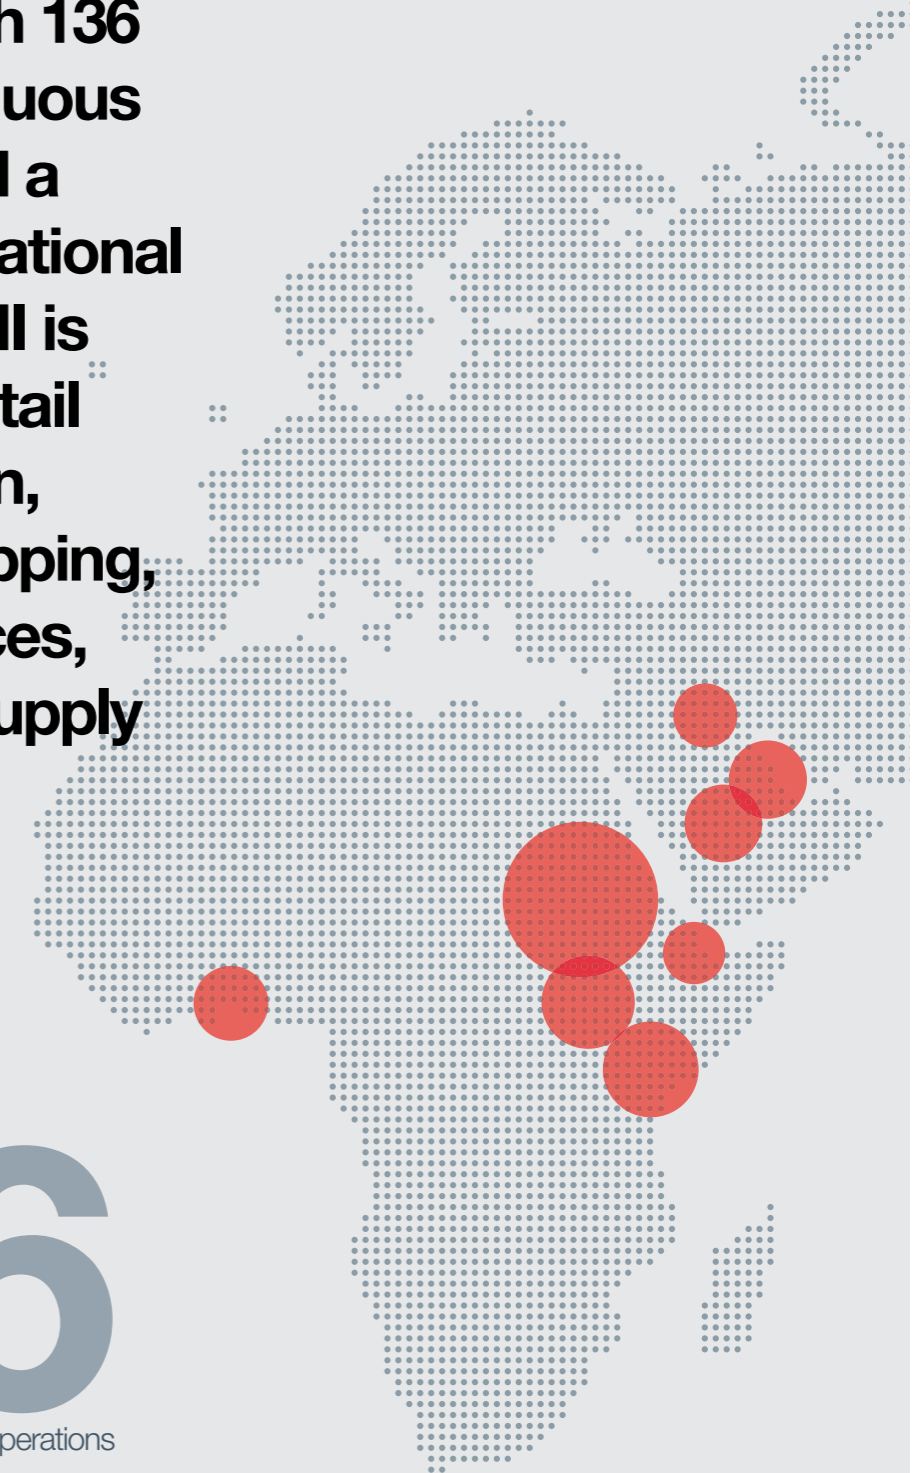 h 136
uous
l a
ational
ll is
tail
n,
pping,
ces,
upply
6
perations